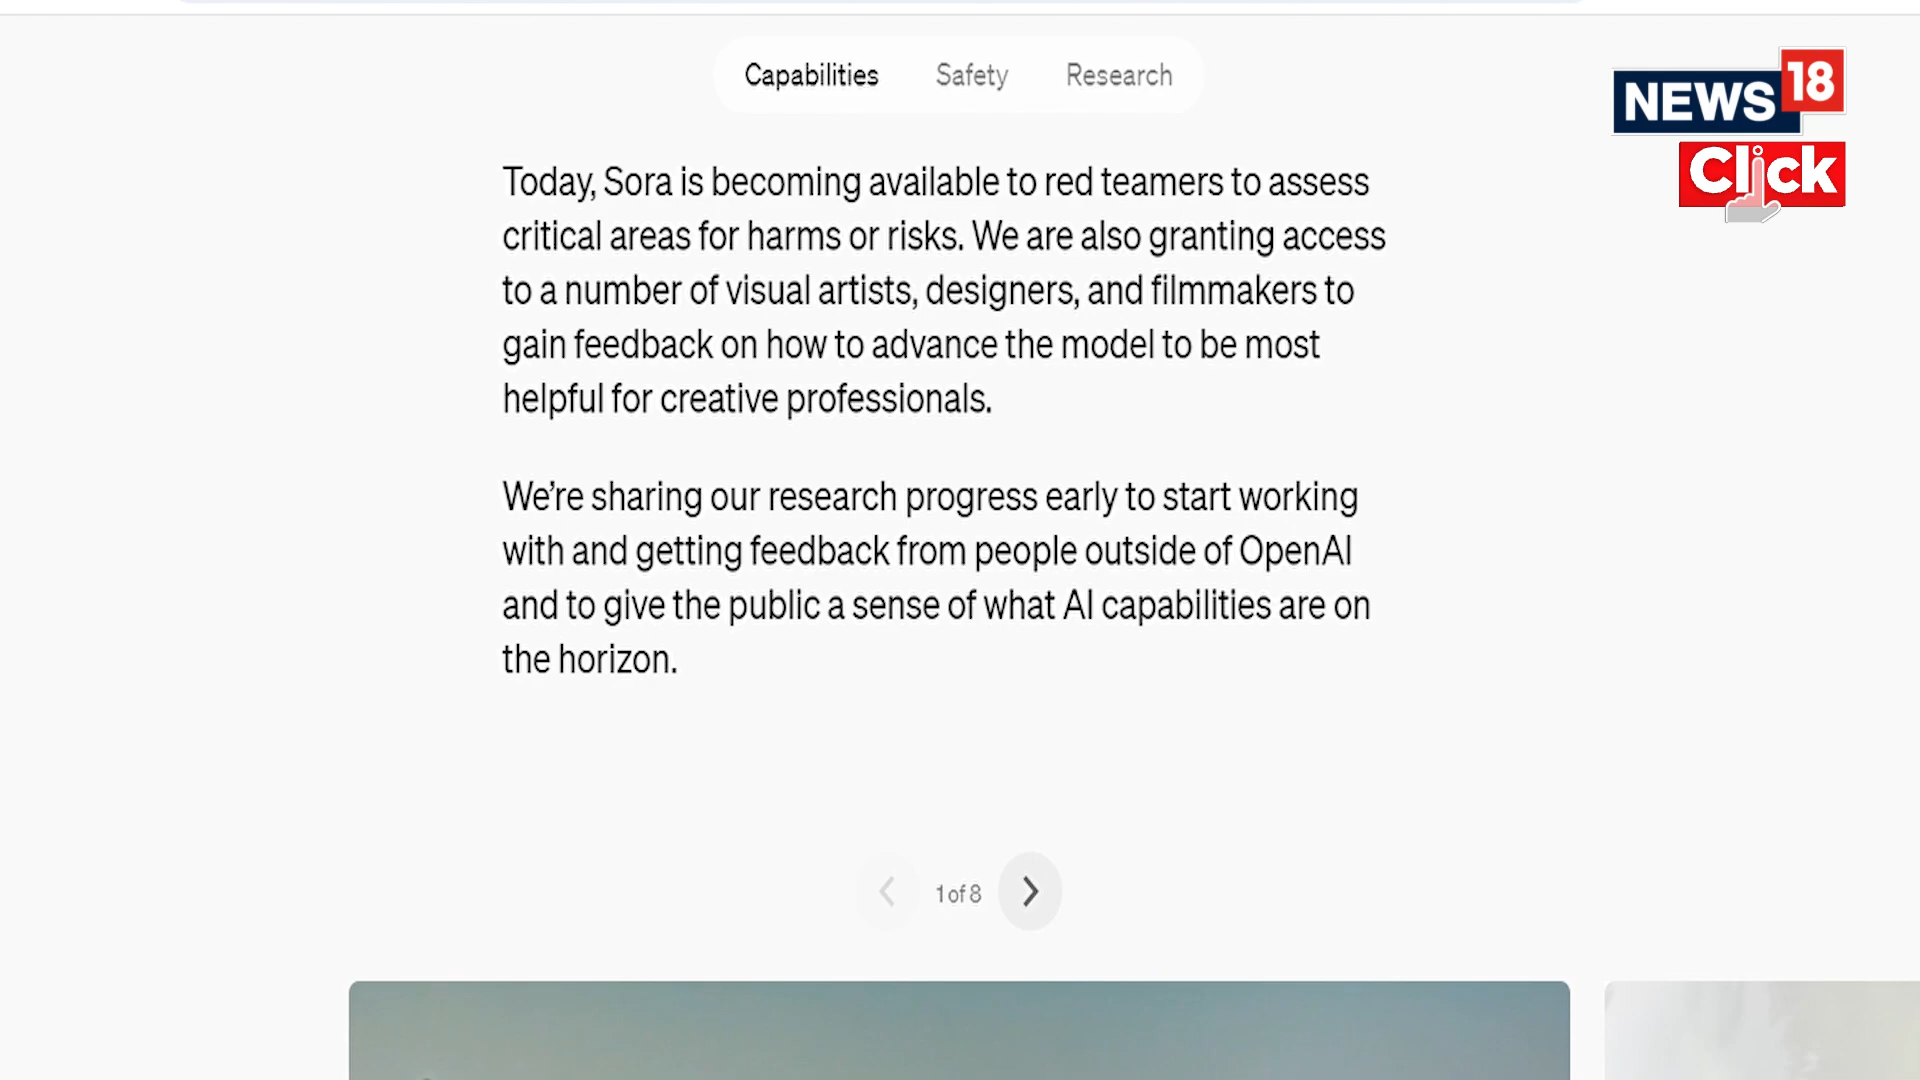 Capabilities Safety Research
NEWS 18
Click
Today, Sora is becoming available to red teamers to assess
critical areas for harms or risks. We are also granting access
to a number of visual artists, designers, and filmmakers to
gain feedback on how to advance the model to be most
helpful for creative professionals.
We’re sharing our research progress early to start working
with and getting feedback from people outside of OpenAI
and to give the public a sense of what AI capabilities are on
the horizon.
1 of 8